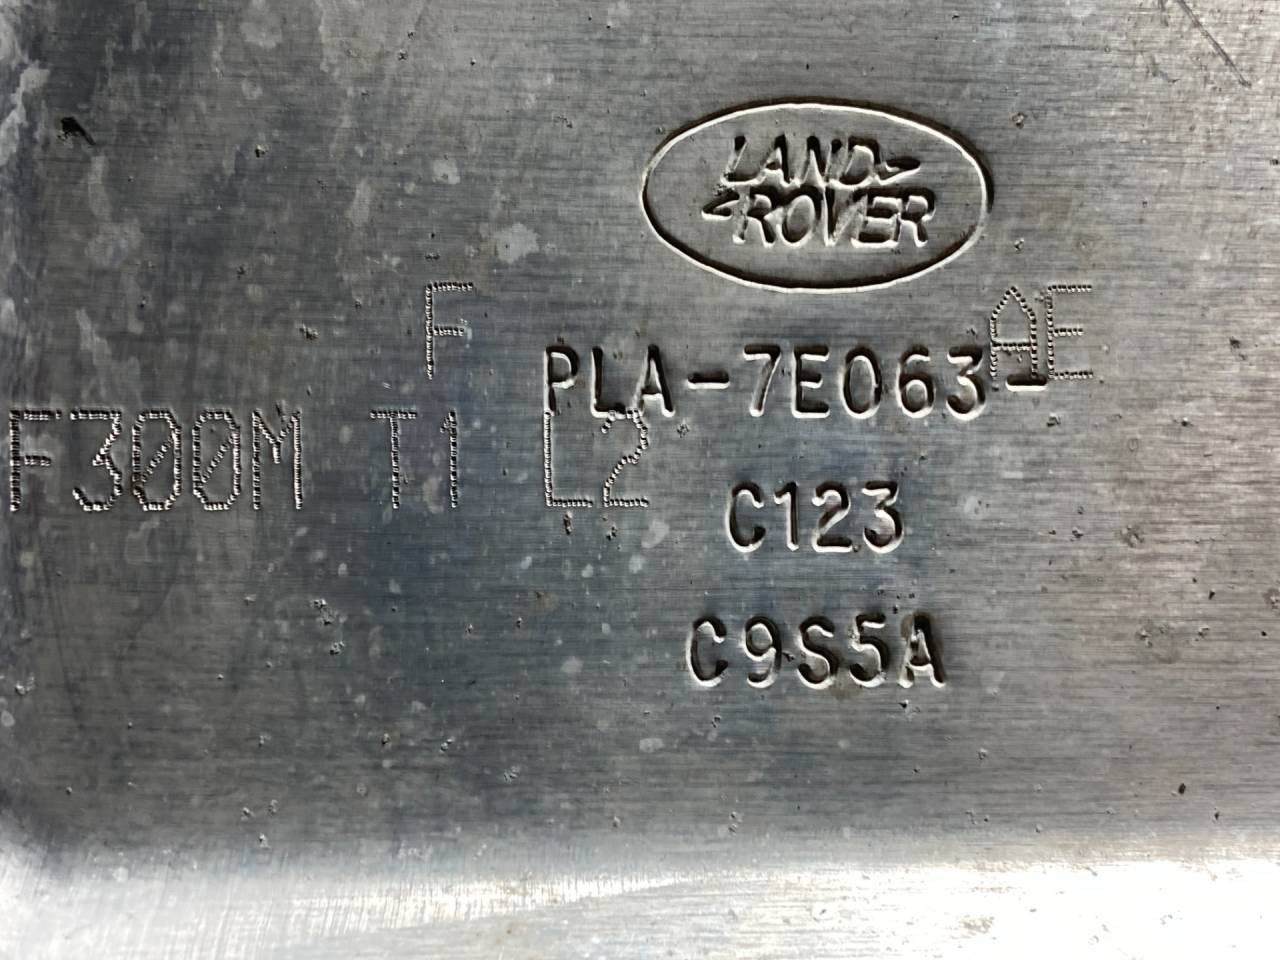 LAND
ROVER
F
AE
PLA-7E063-
F300M T1 L2
C123
C9S5A